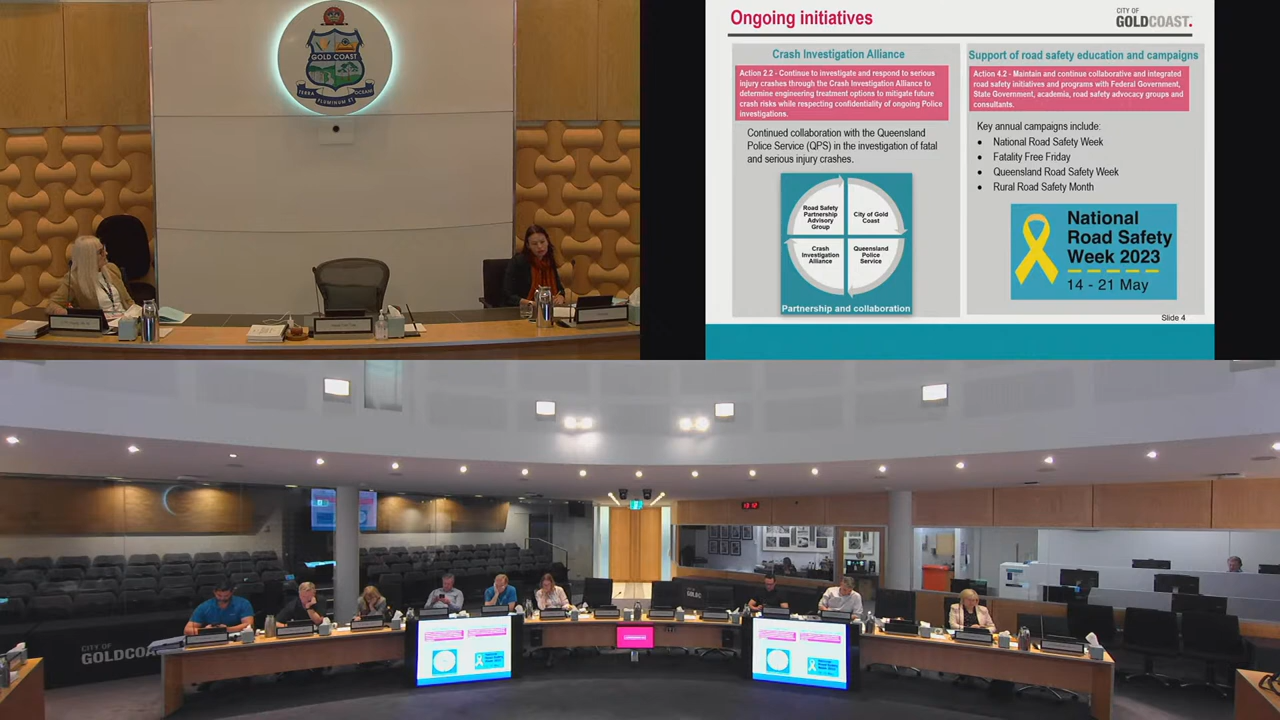 GOLD COAST
Ongoing initiatives
CITY OF
GOLDCOAST.
Crash Investigation Alliance
Action 2.2 - Continue to investigate and respond to serious
injury crashes through the Crash Investigation Alliance to
determine engineering treatment options to mitigate future
crash risks while respecting confidentiality of ongoing Police
investigations.
Continued collaboration with the Queensland
Police Service (QPS) in the investigation of fatal
and serious injury crashes.
Road Safety
Partnership
Advisory
Group
City of Gold
Coast
Crash
Investigation
Alliance
Queensland
Police
Service
Partnership and collaboration
Support of road safety education and campaigns
Action 4.2 - Maintain and continue collaborative and integrated
road safety initiatives and programs with Federal Government,
State Government, academia, road safety advocacy groups and
consultants.
Key annual campaigns include:
• National Road Safety Week
• Fatality Free Friday
• Queensland Road Safety Week
• Rural Road Safety Month
National
Road Safety
Week 2023
14 - 21 May
Slide 4
CITY OF
GOLDCOAST